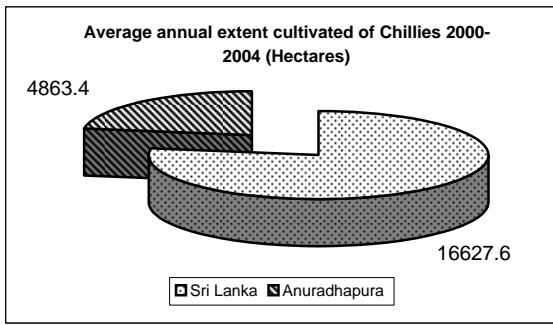 Average annual extent cultivated of Chillies 2000-
2004 (Hectares)
4863.4
16627.6
Sri Lanka Anuradhapura